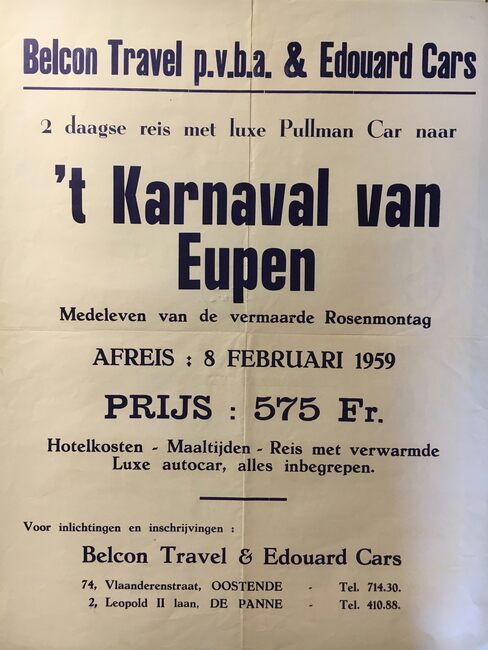 Belcon Travel p.v.b.a. & Edouard Cars
2 daagse reis met luxe Pullman Car naar
't Karnaval van
Eupen
Medeleven van de vermaarde Rosenmontag
AFREIS : 8 FEBRUARI 1959
PRIJS : 575 Fr.
Hotelkosten - Maaltijden - Reis met verwarmde
Luxe autocar, alles inbegrepen.
Voor inlichtingen en inschrijvingen :
Belcon Travel & Edouard Cars
74, Vlaanderenstraat, OOSTENDE - Tel. 714.30.
2, Leopold II laan, DE PANNE - Tel. 410.88.